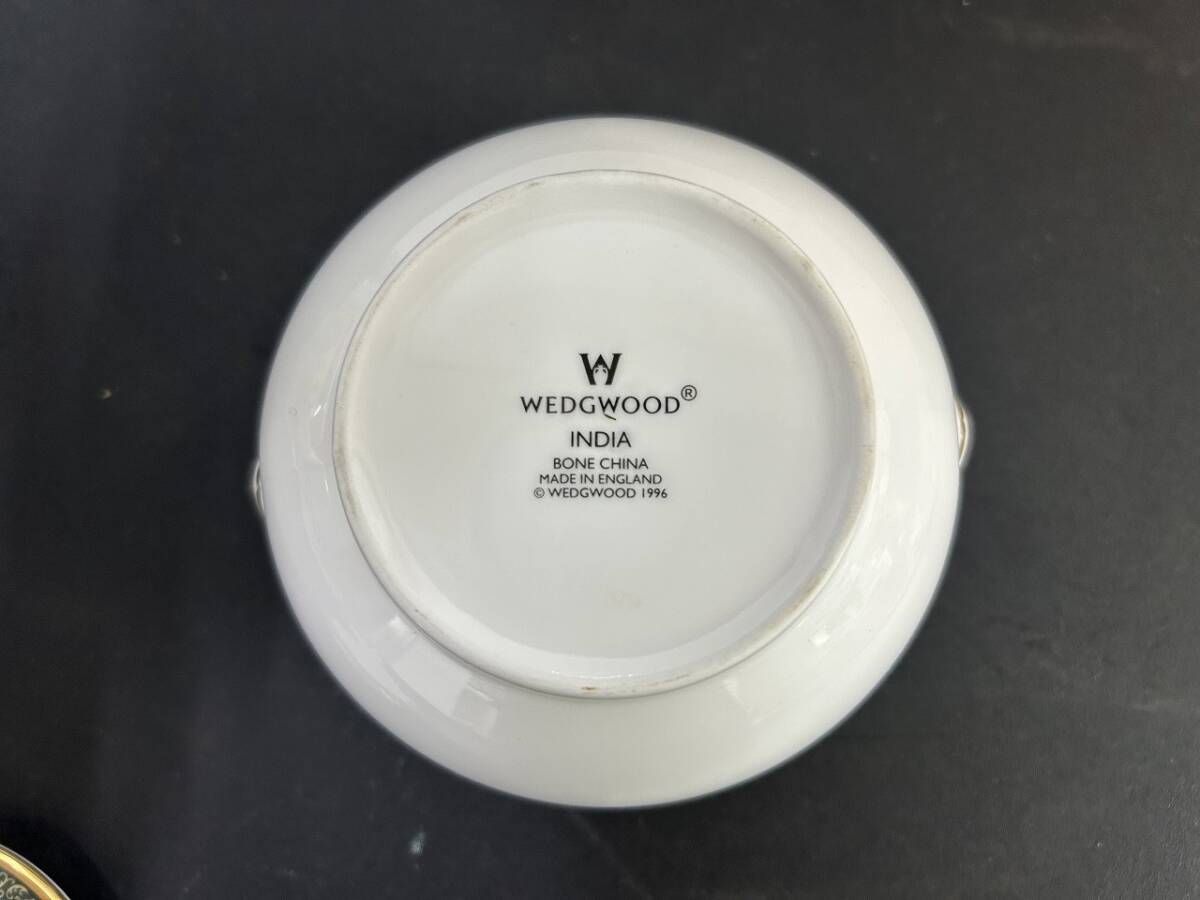 W
WEDGWOOD®
INDIA
BONE CHINA
MADE IN ENGLAND
© WEDGWOOD 1996